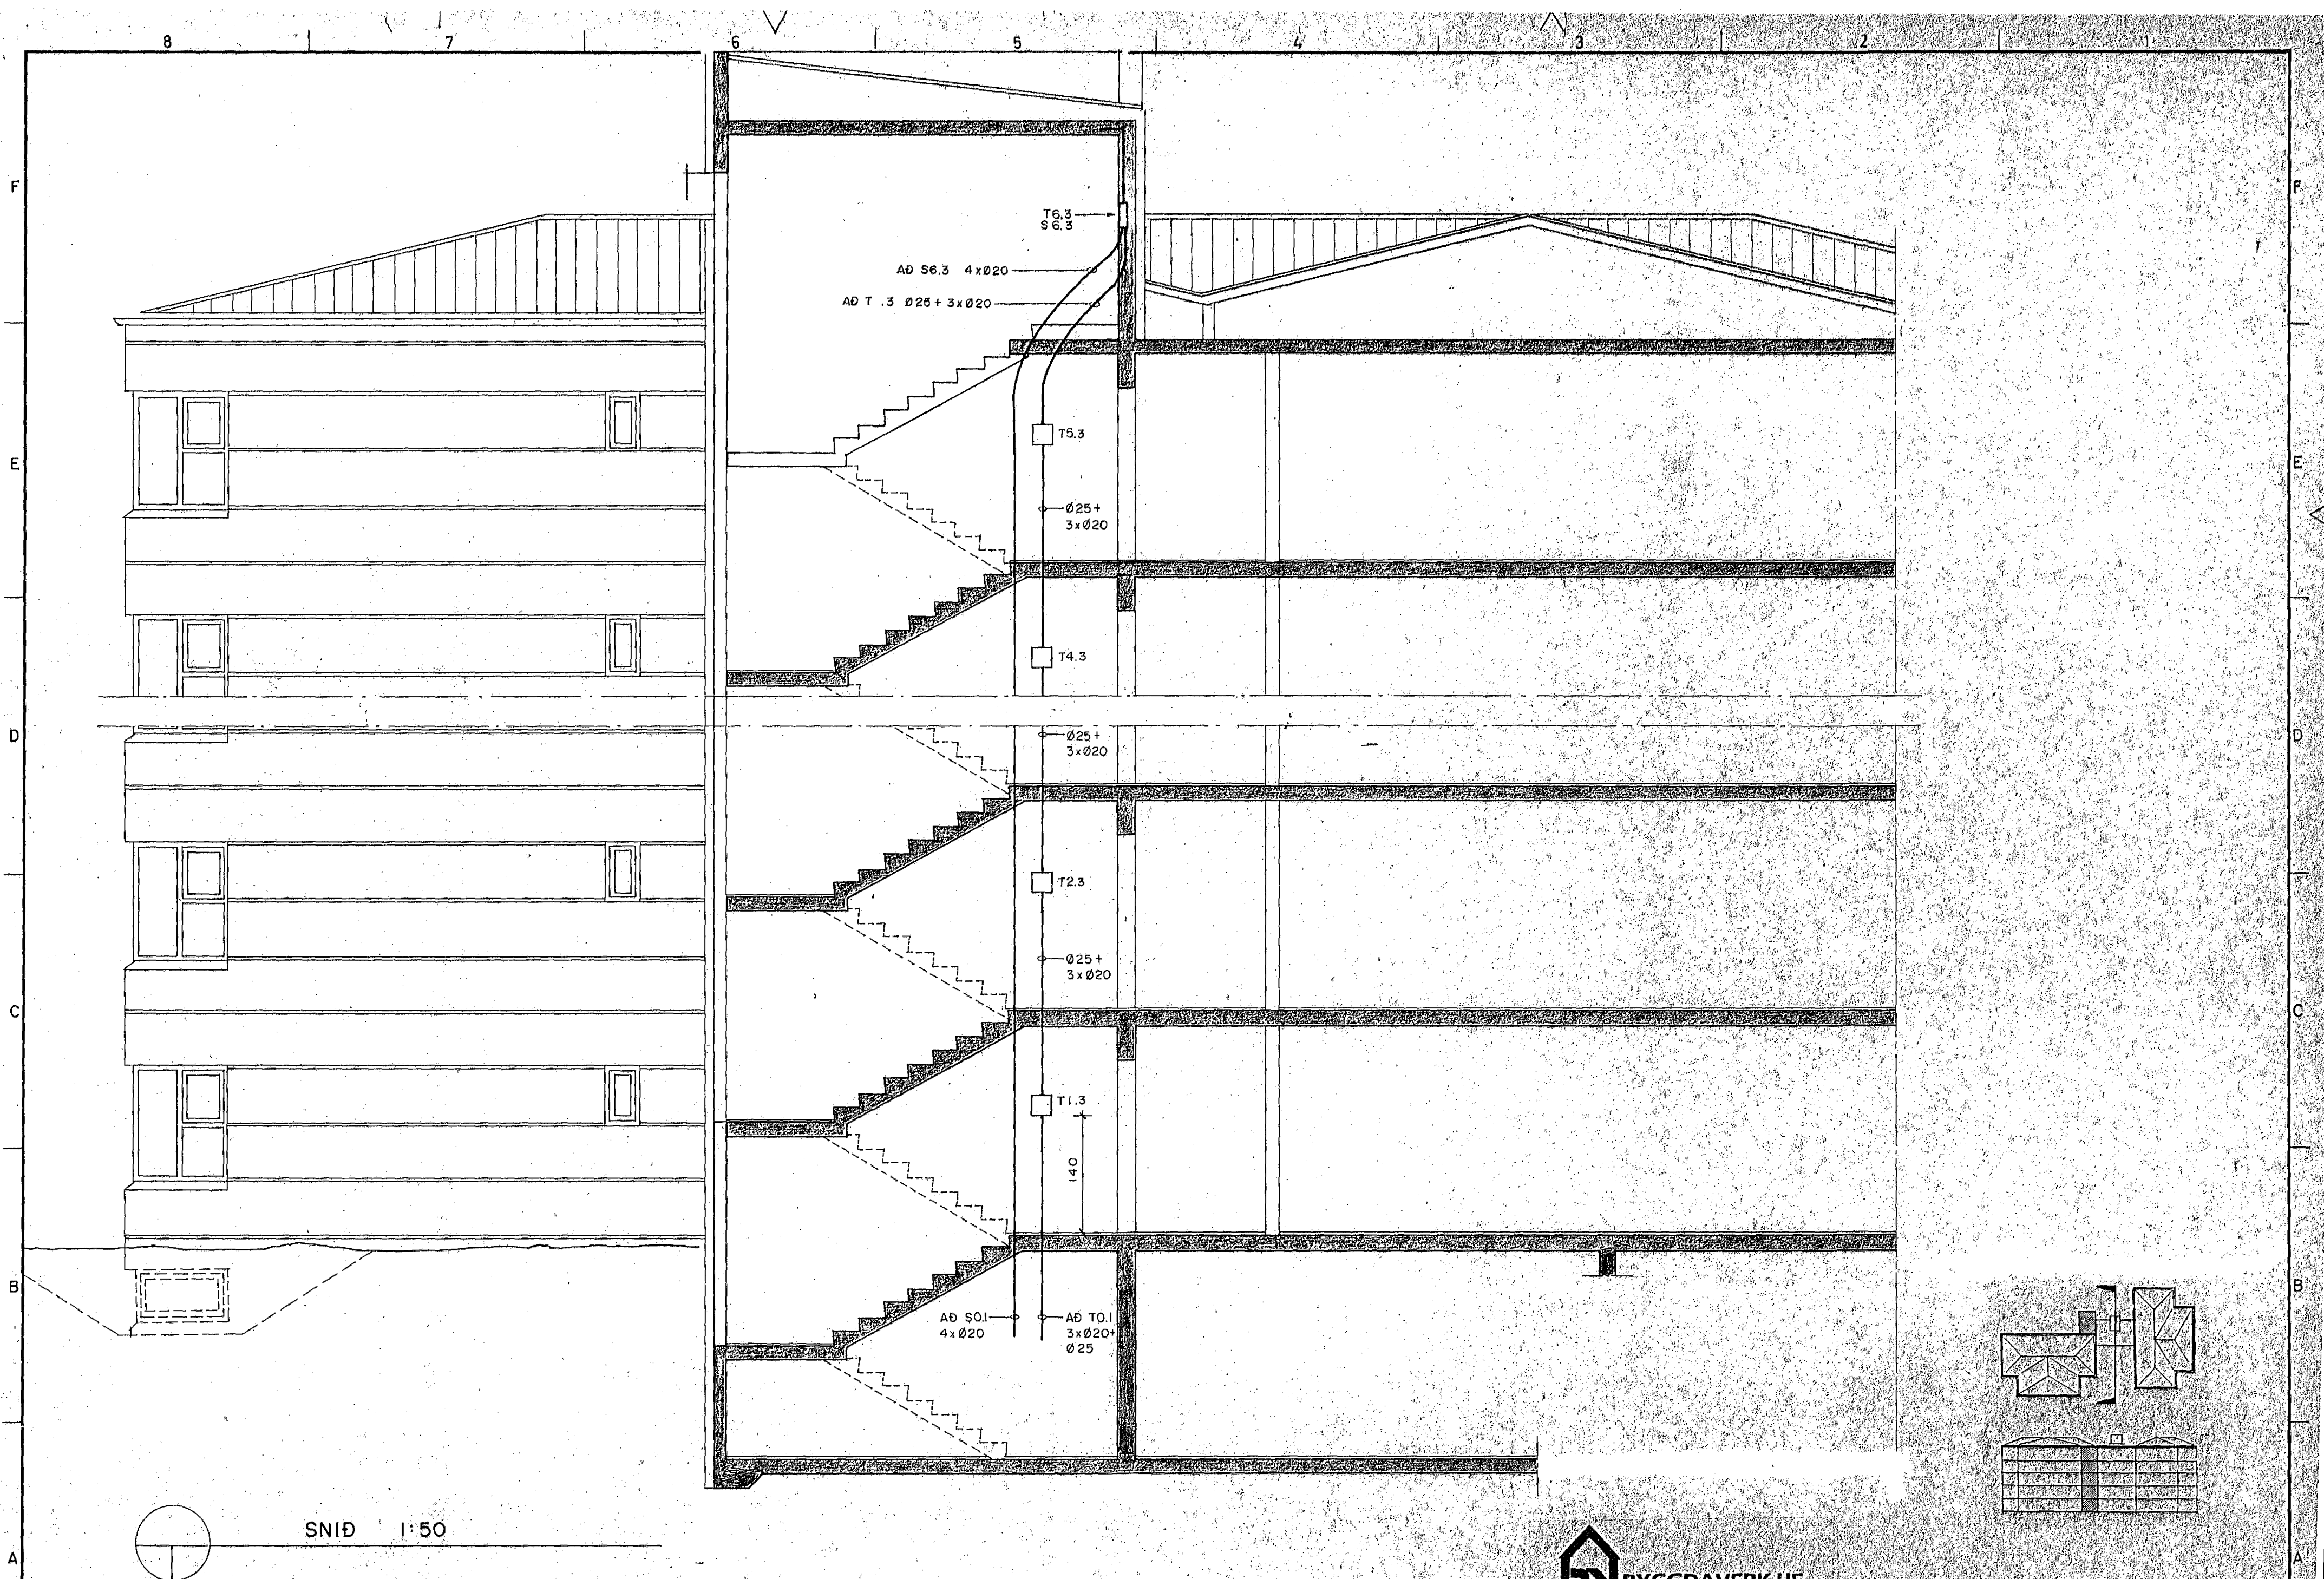 8 7 6 5 4 3 2 1
F F
T6.3
S6.3
AÐ S6.3 4xØ20
AÐ T .3 Ø25+3xØ20
T5.3
E E
Ø25+
3xØ20
T4.3
D D
Ø25+
3xØ20
T2.3
Ø25+
3xØ20
C C
T1.3
140
B B
AÐ S0.1
4xØ20
AÐ T0.1
3xØ20+
Ø25
SNIÐ 1:50
A A